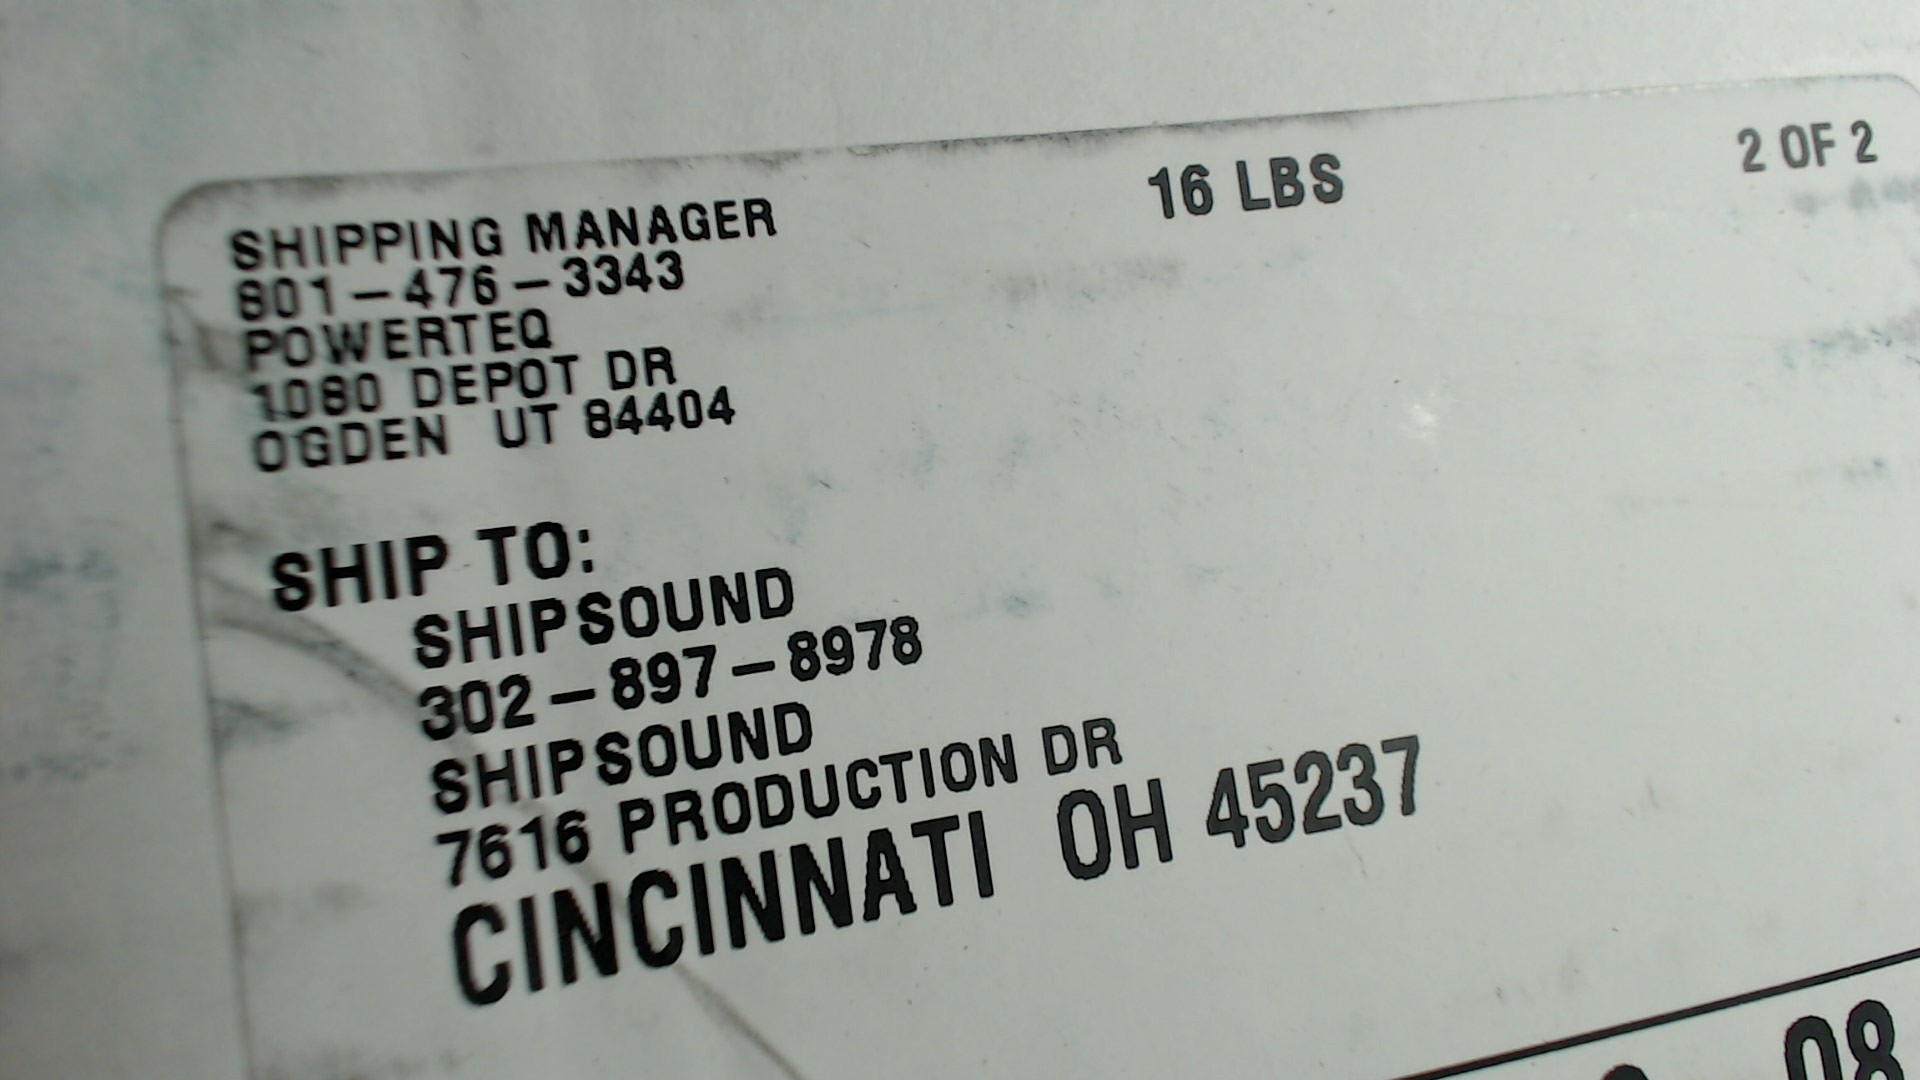 SHIPPING MANAGER
801-476-3343
POWERTEQ
1080 DEPOT DR
OGDEN UT 84404
16 LBS
2 OF 2
SHIP TO:
SHIPSOUND
302-897-8978
SHIPSOUND
7616 PRODUCTION DR
CINCINNATI OH 45237
08